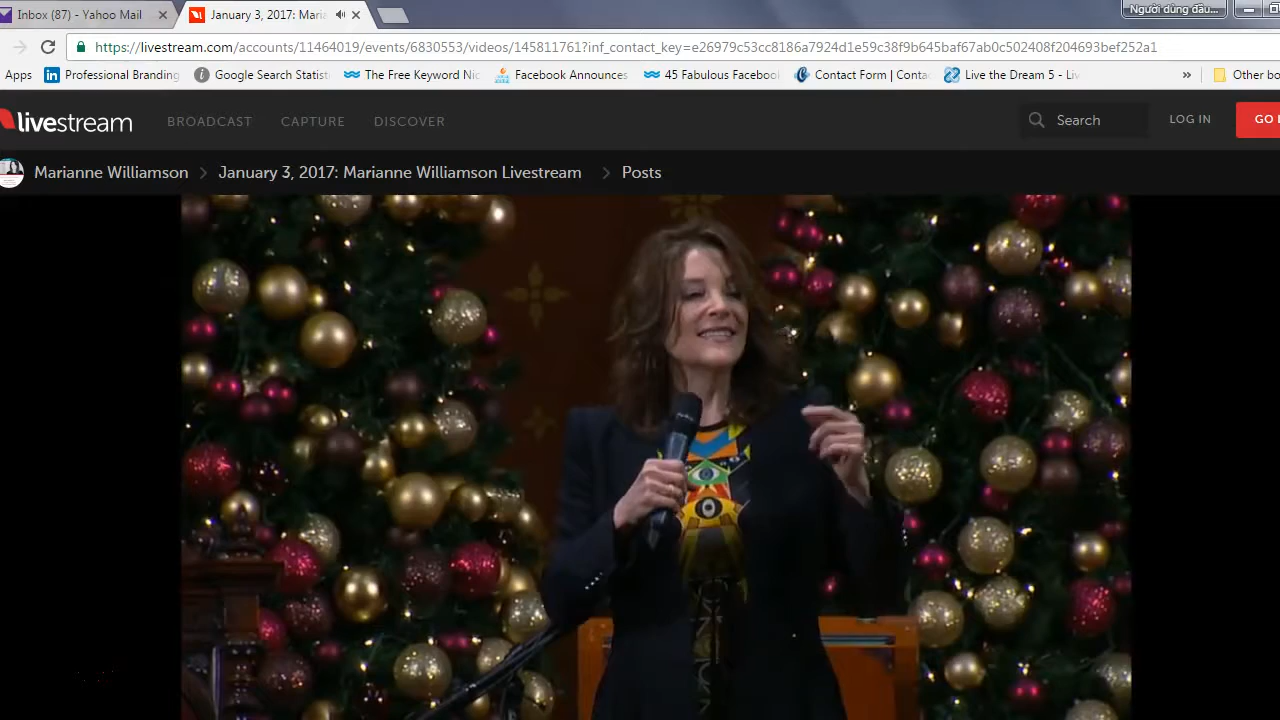 Inbox (87) - Yahoo Mail
January 3, 2017: Maria
Người dùng đầu...
https://livestream.com/accounts/11464019/events/6830553/videos/145811761?inf_contact_key=e26979c53cc8186a7924d1e59c38f9b645baf67ab0c502408f204693bef252a1
Apps
Professional Branding
Google Search Statist
The Free Keyword Nic
Facebook Announces
45 Fabulous Facebook
Contact Form | Conta
Live the Dream 5 - Liv
»
Other bo
livestream
BROADCAST
CAPTURE
DISCOVER
Search
LOG IN
GO
Marianne Williamson
January 3, 2017: Marianne Williamson Livestream
Posts